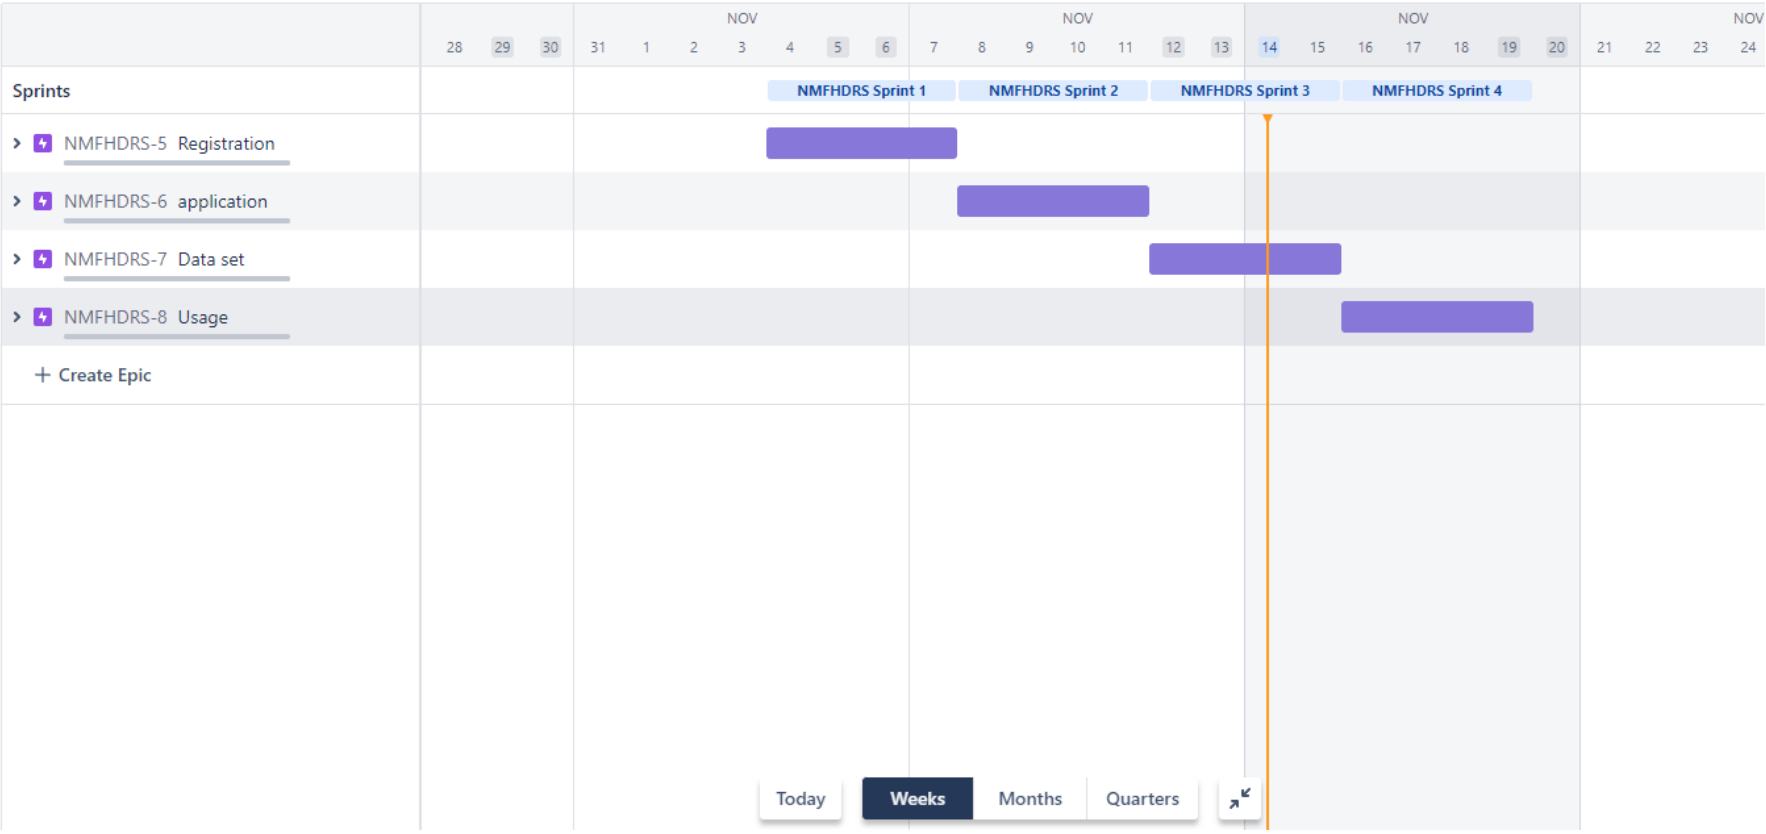 NOV NOV NOV NOV
28 29 30 31 1 2 3 4 5 6 7 8 9 10 11 12 13 14 15 16 17 18 19 20 21 22 23 24
Sprints NMFHDRS Sprint 1 NMFHDRS Sprint 2 NMFHDRS Sprint 3 NMFHDRS Sprint 4
NMFHDRS-5 Registration
NMFHDRS-6 application
NMFHDRS-7 Data set
NMFHDRS-8 Usage
+ Create Epic
Today Weeks Months Quarters